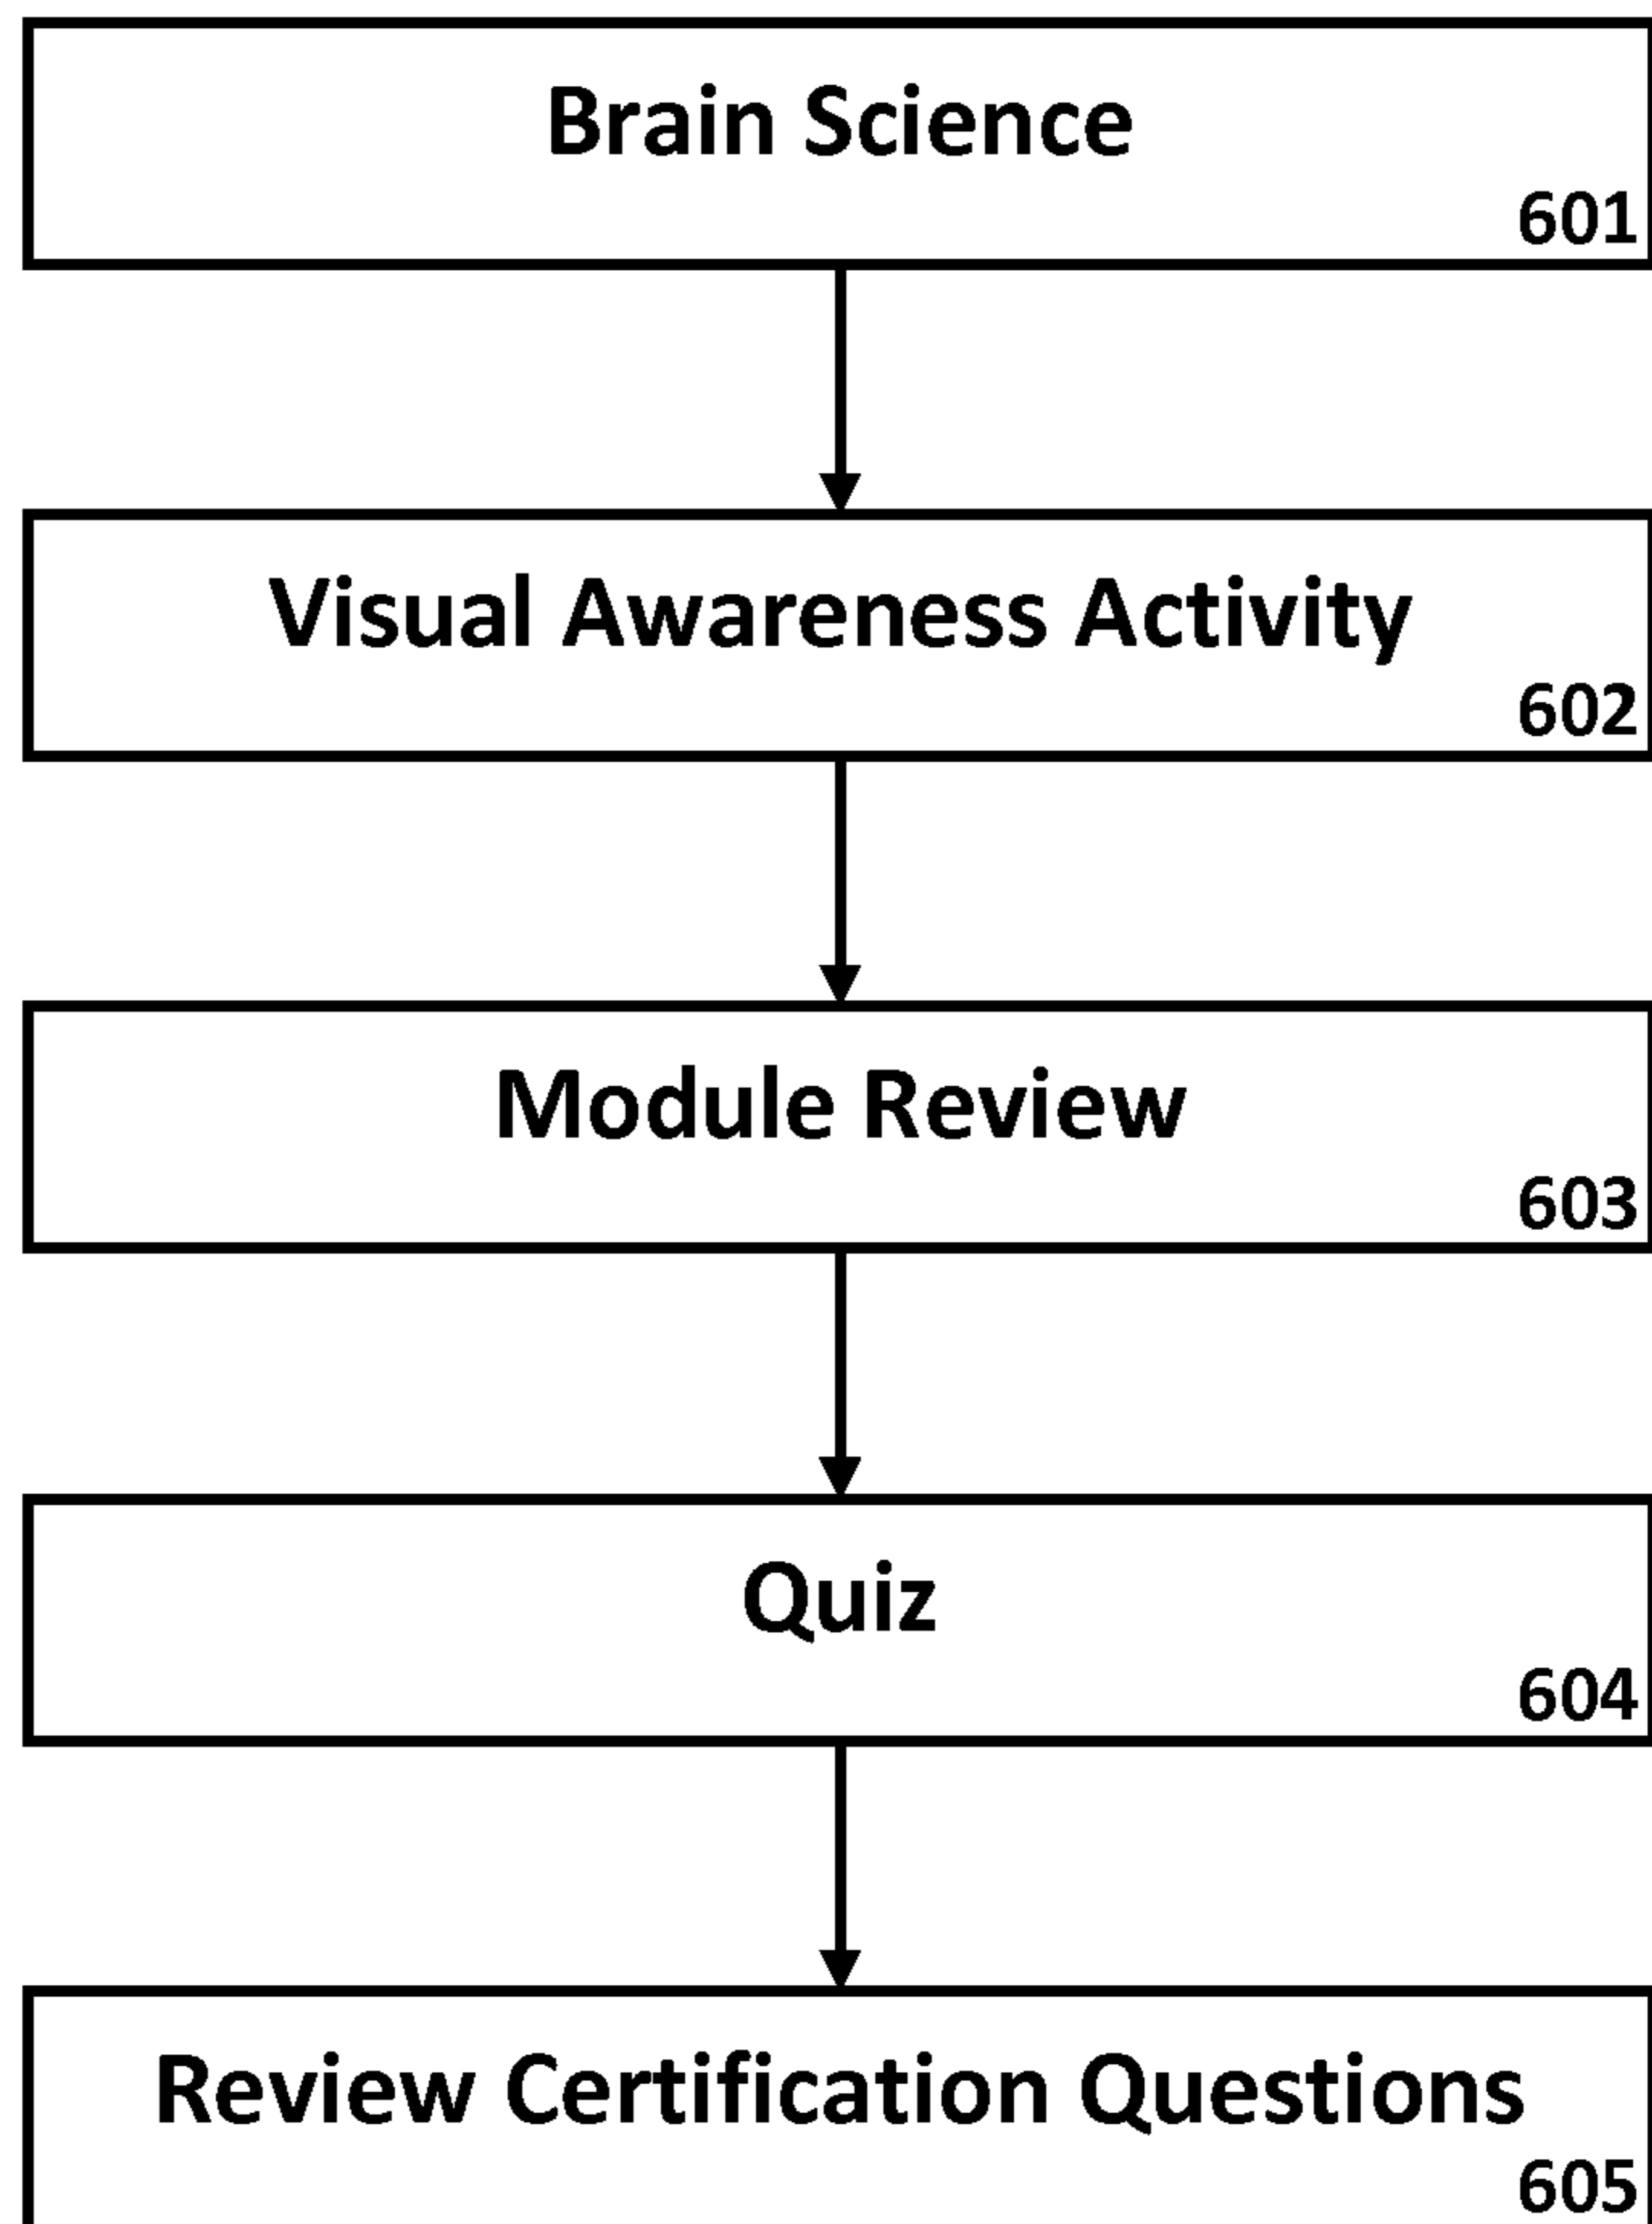 Brain Science
601
Visual Awareness Activity
602
Module Review
603
Quiz
604
Review Certification Questions
605